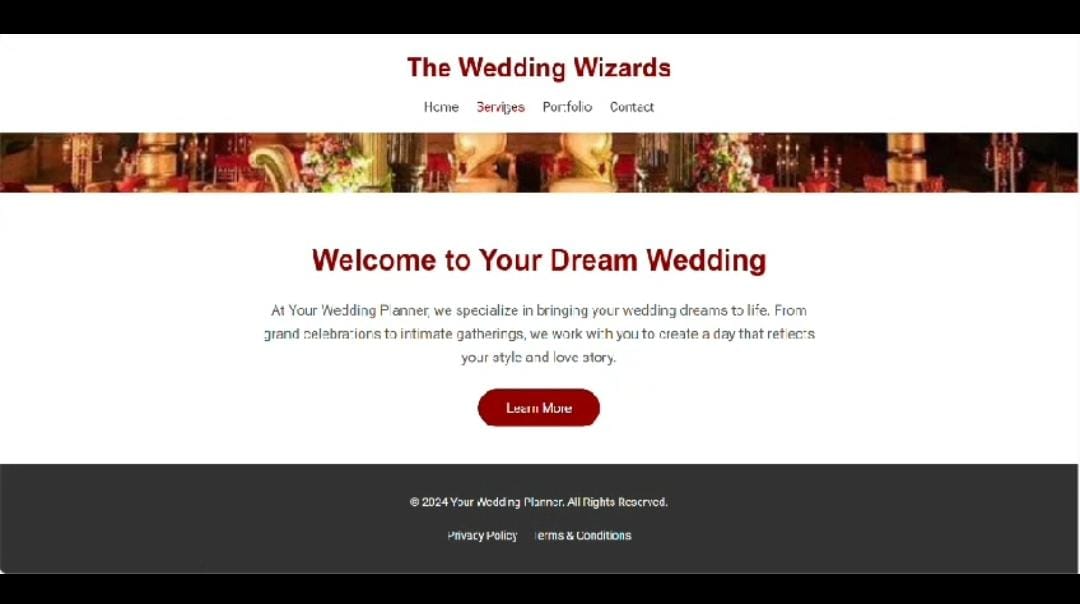 The Wedding Wizards
Home Services Portfolio Contact
Welcome to Your Dream Wedding
At Your Wedding Planner, we specialize in bringing your wedding dreams to life. From
grand celebrations to intimate gatherings, we work with you to create a day that reflects
your style and love story.
Learn More
© 2024 Your Wedding Planner. All Rights Reserved.
Privacy Policy Terms & Conditions